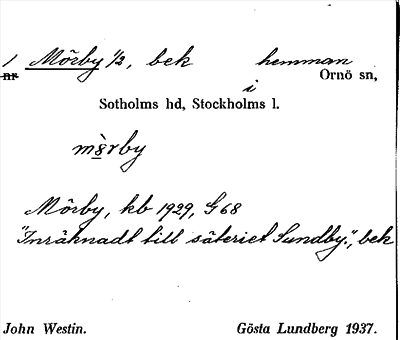 1 Mörby 1/2, bek hemman
nr i Ornö sn,
Sotholms hd, Stockholms l.
Mörby, kb 1929, G 68
"Inräknadt till säteriet Sundby.", bek
John Westin. Gösta Lundberg 1937.